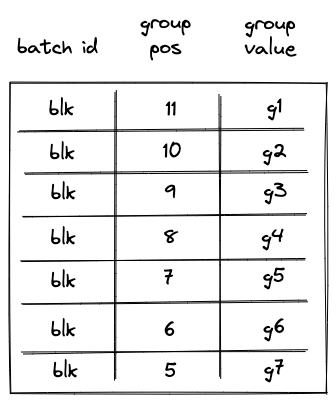 batch id group pos group value
blk 11 g1
blk 10 g2
blk 9 g3
blk 8 g4
blk 7 g5
blk 6 g6
blk 5 g7